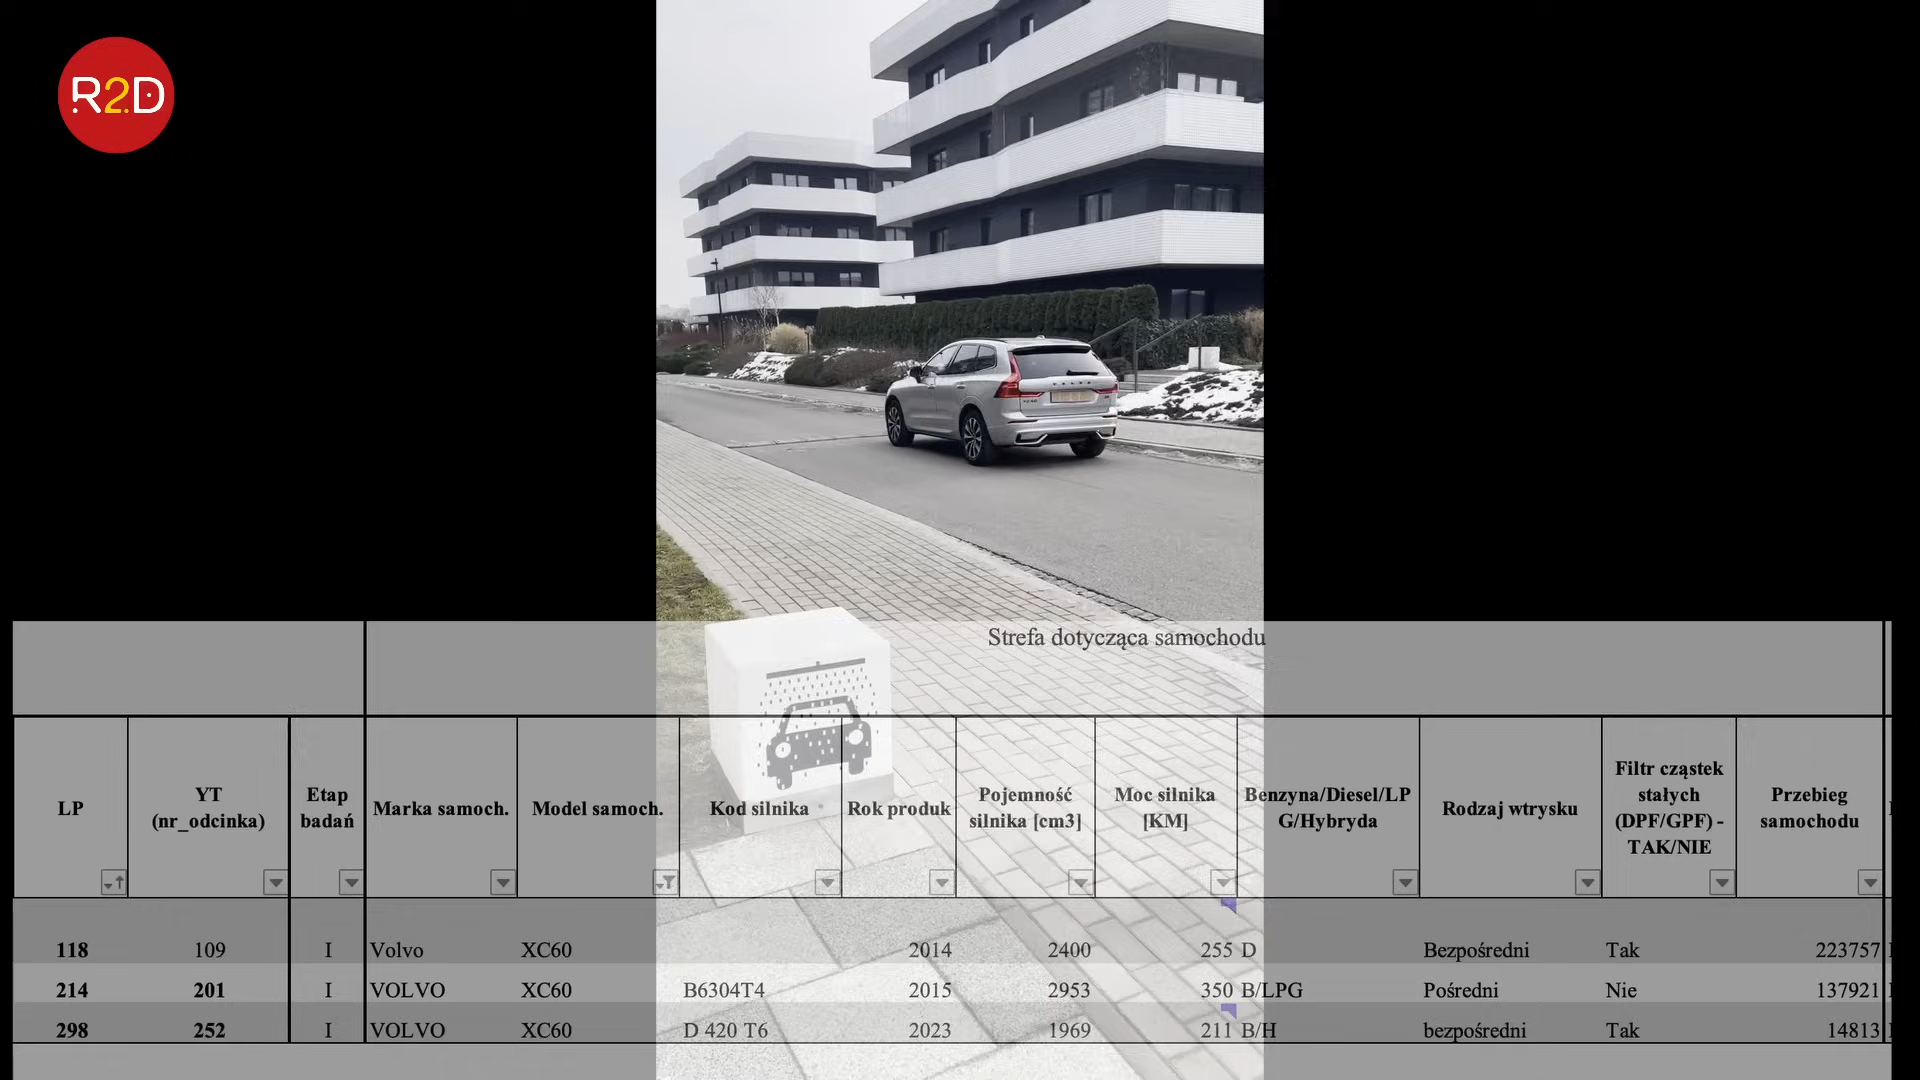 R2D
VOLVO
XC60
Strefa dotycząca samochodu
LP
YT
(nr_odcinka)
Etap
badań
Marka samoch.
Model samoch.
Kod silnika
Rok produk
Pojemność
silnika [cm3]
Moc silnika
[KM]
Benzyna/Diesel/LP
G/Hybryda
Rodzaj wtrysku
Filtr cząstek
stałych
(DPF/GPF) -
TAK/NIE
Przebieg
samochodu
118 109 I Volvo XC60 2014 2400 255 D Bezpośredni Tak 223757
214 201 I VOLVO XC60 B6304T4 2015 2953 350 B/LPG Pośredni Nie 137921
298 252 I VOLVO XC60 D 420 T6 2023 1969 211 B/H bezpośredni Tak 14813